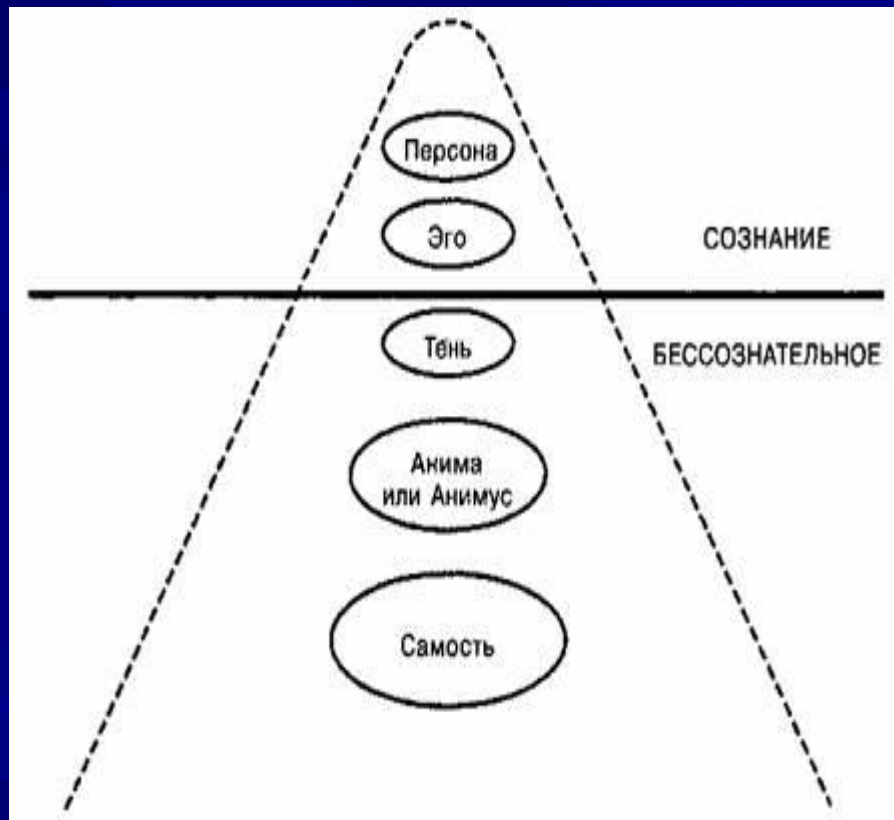 Персона
Эго
СОЗНАНИЕ
Тень
БЕССОЗНАТЕЛЬНОЕ
Анима
или Анимус
Самость